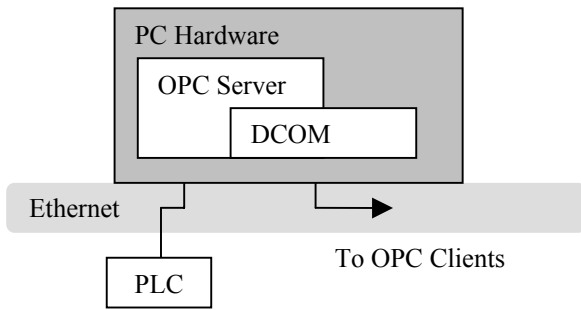 PC Hardware
OPC Server
DCOM
Ethernet
To OPC Clients
PLC